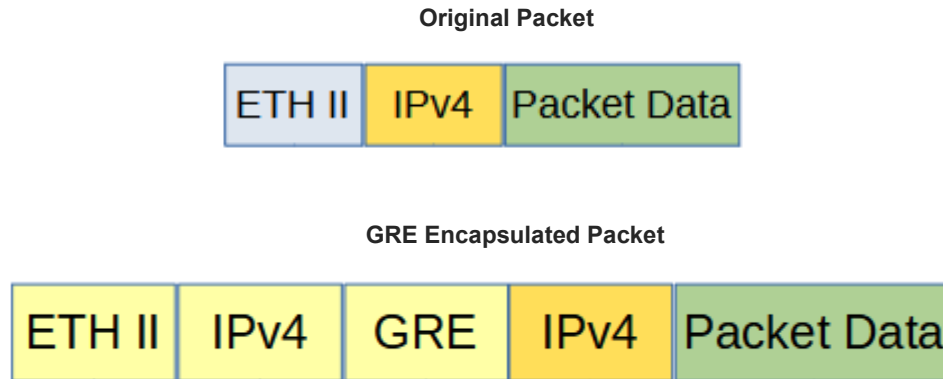 Original Packet
ETH II IPv4 Packet Data
GRE Encapsulated Packet
ETH II IPv4 GRE IPv4 Packet Data